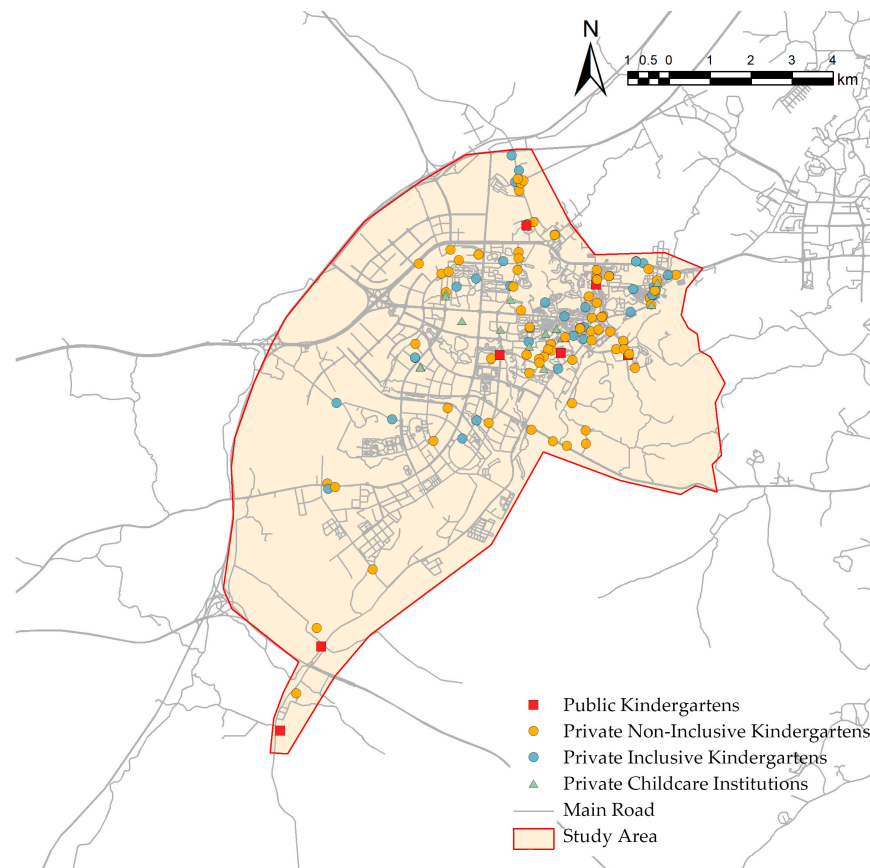 N
1 0.5 0 1 2 3 4
km
Public Kindergartens
Private Non-Inclusive Kindergartens
Private Inclusive Kindergartens
Private Childcare Institutions
Main Road
Study Area